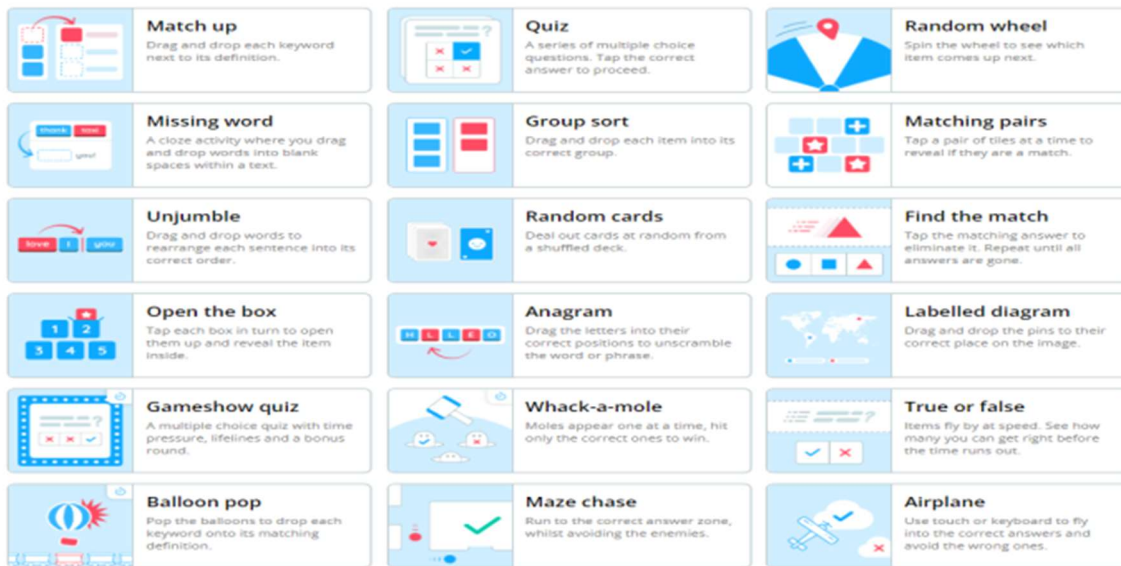 Match up
Drag and drop each keyword
next to its definition.
Quiz
A series of multiple choice
questions. Tap the correct
answer to proceed.
Random wheel
Spin the wheel to see which
item comes up next.
thank
you!
Missing word
A cloze activity where you drag
and drop words into blank
spaces within a text.
Group sort
Drag and drop each item into its
correct group.
Matching pairs
Tap a pair of tiles at a time to
reveal if they are a match.
love I you
Unjumble
Drag and drop words to
rearrange each sentence into its
correct order.
Random cards
Deal out cards at random from
a shuffled deck.
Find the match
Tap the matching answer to
eliminate it. Repeat until all
answers are gone.
1 2
3 4 5
Open the box
Tap each box in turn to open
them up and reveal the item
inside.
H L L E O
Anagram
Drag the letters into their
correct positions to unscramble
the word or phrase.
Labelled diagram
Drag and drop the pins to their
correct place on the image.
Gameshow quiz
A multiple choice quiz with time
pressure, lifelines and a bonus
round.
Whack-a-mole
Moles appear one at a time, hit
only the correct ones to win.
True or false
Items fly by at speed. See how
many you can get right before
the time runs out.
Balloon pop
Pop the balloons to drop each
keyword onto its matching
definition.
Maze chase
Run to the correct answer zone,
whilst avoiding the enemies.
Airplane
Use touch or keyboard to fly
into the correct answers and
avoid the wrong ones.